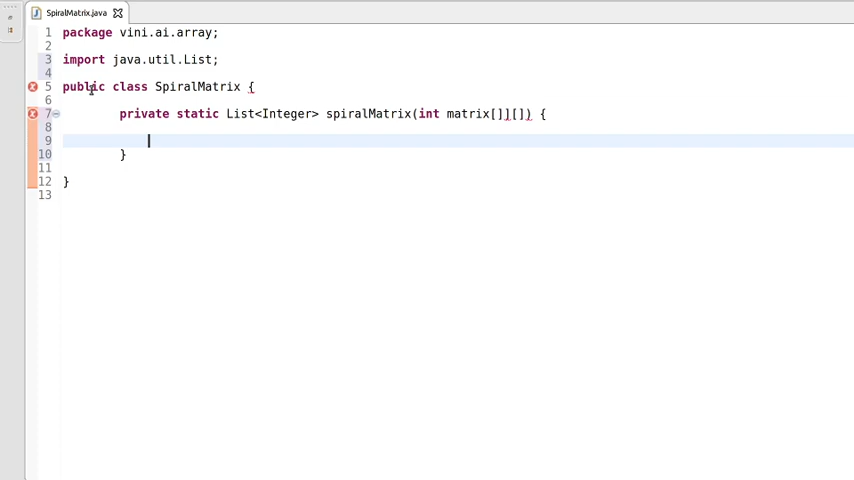 SpiralMatrix.java
1 package vini.ai.array;
2
3 import java.util.List;
4
5 public class SpiralMatrix {
6
7 private static List<Integer> spiralMatrix(int matrix[]][]) {
8
9
10 }
11
12 }
13